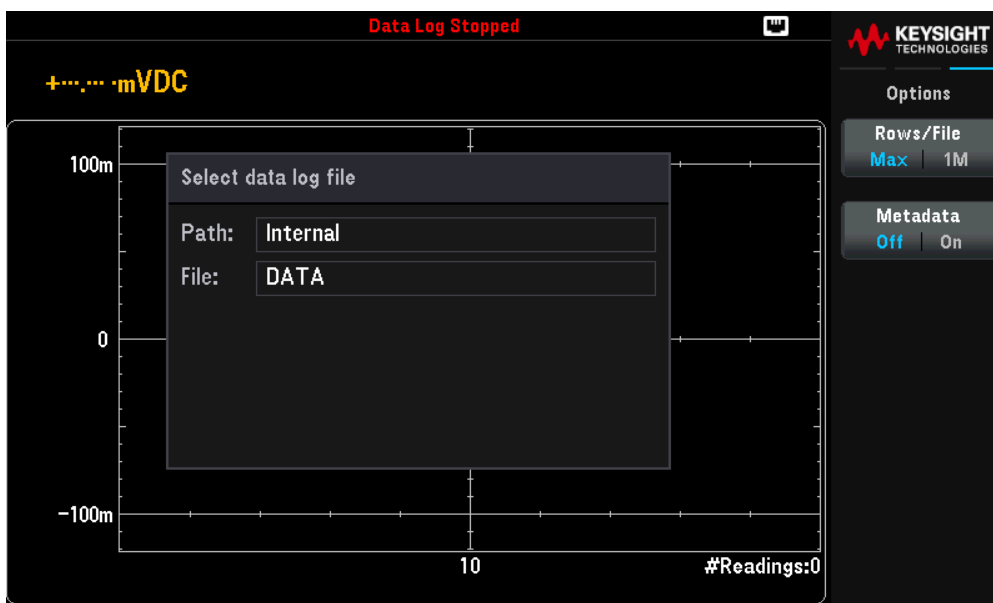 Data Log Stopped
KEYSIGHT
TECHNOLOGIES
mVDC
Options
Rows/File
Max 1M
Metadata
Off On
Select data log file
Path: Internal
File: DATA
100m
0
-100m
10
#Readings:0